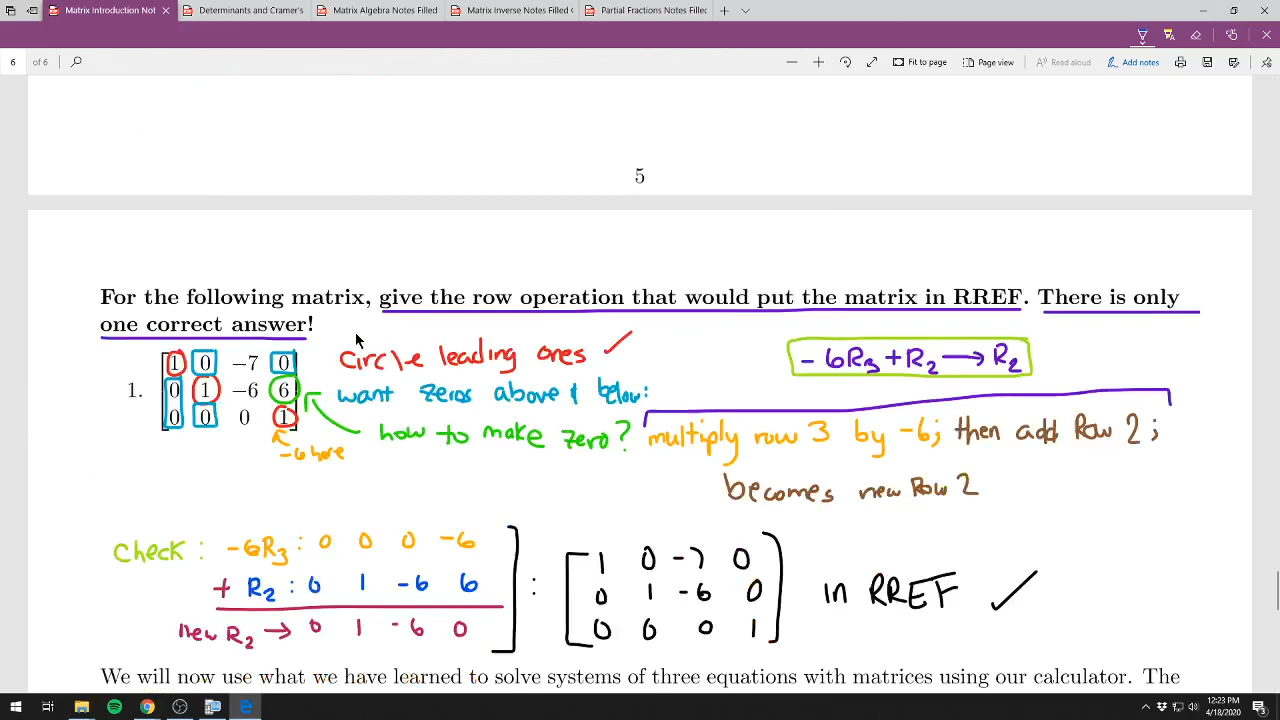 Matrix Introduction Not
Determinants and Cramer's
Matrix Algebra Notes Filled
Matrix Inverse Notes Filled
Partial Fractions Notes Filled
6 of 6
Fit to page
Page view
Read aloud
Add notes
5
For the following matrix, give the row operation that would put the matrix in RREF. There is only
one correct answer!
1.
1 0 −7 0
0 1 −6 6
0 0 0 1
-6 here
circle leading ones ✓
want zeros above & below:
how to make zero?
-6R3 + R2 → R2
multiply row 3 by -6; then add Row 2;
becomes new Row 2
Check: -6R3: 0 0 0 -6
+ R2: 0 1 -6 6
new R2 → 0 1 -6 0
:
1 0 -7 0
0 1 -6 0
0 0 0 1
in RREF ✓
We will now use what we have learned to solve systems of three equations with matrices using our calculator. The
12:23 PM
4/18/2020